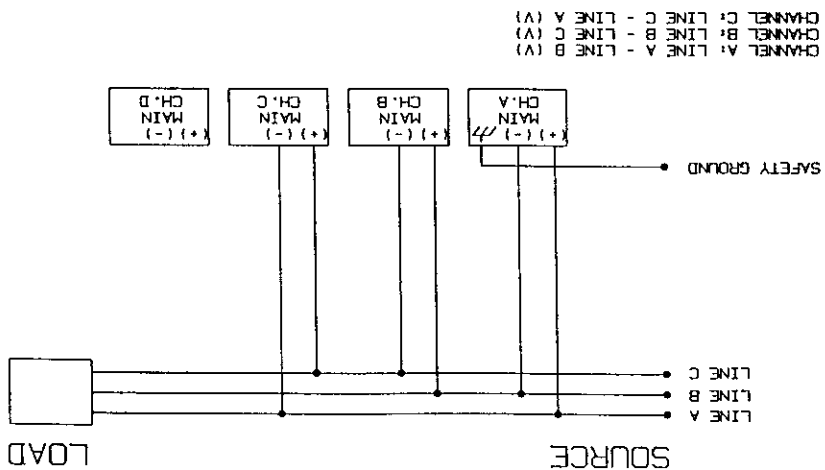 SOURCE
LOAD
LINE A
LINE B
LINE C
SAFETY GROUND
(+) (-)
MAIN
CH.A
(+) (-)
MAIN
CH.B
(+) (-)
MAIN
CH.C
(+) (-)
MAIN
CH.D
CHANNEL A: LINE A - LINE B (V)
CHANNEL B: LINE B - LINE C (V)
CHANNEL C: LINE C - LINE A (V)